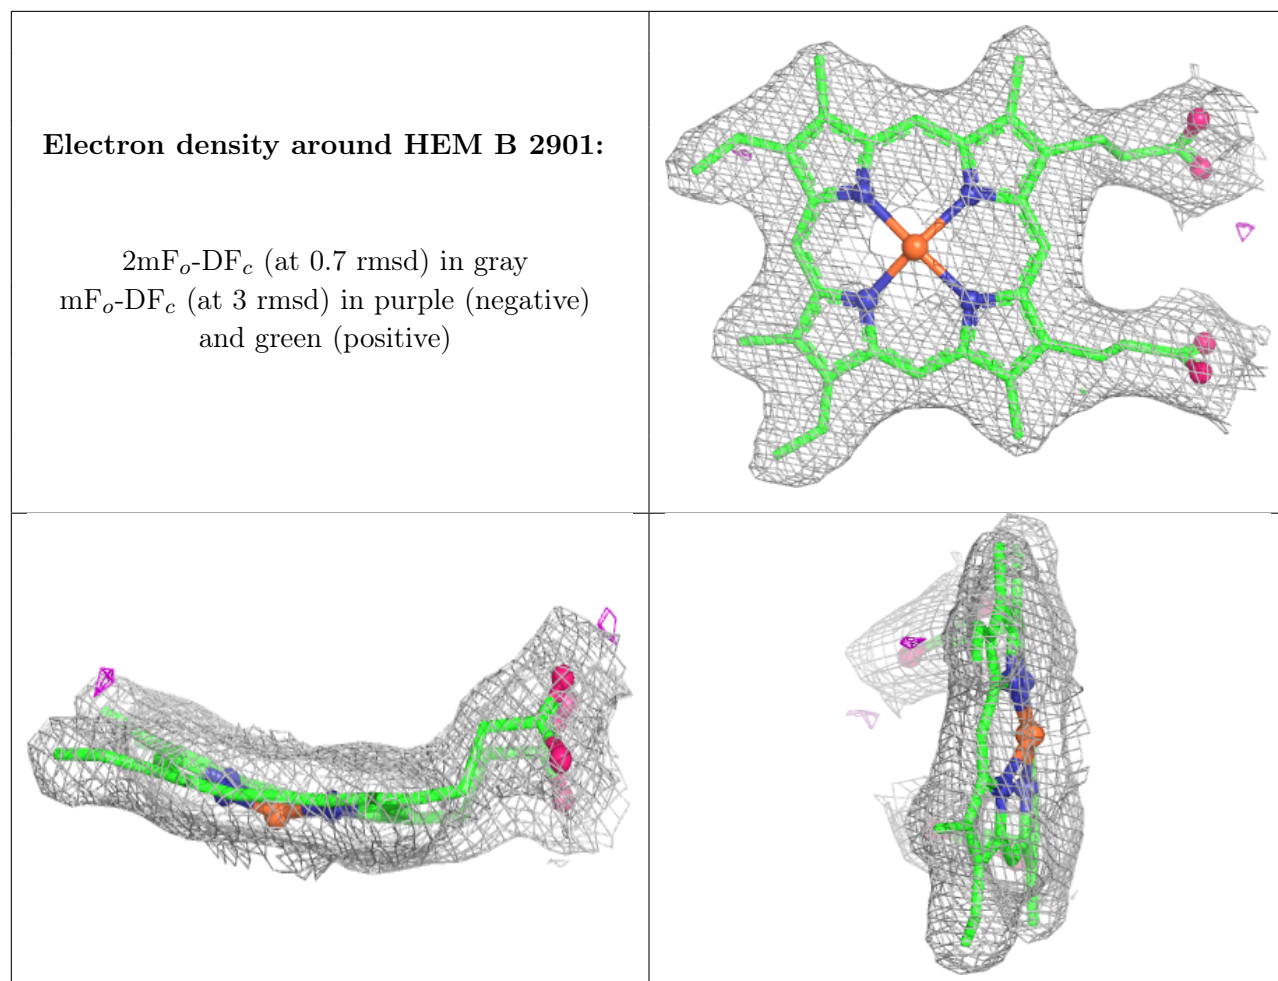 Electron density around HEM B 2901:
2mFo-DFc (at 0.7 rmsd) in gray
mFo-DFc (at 3 rmsd) in purple (negative)
and green (positive)